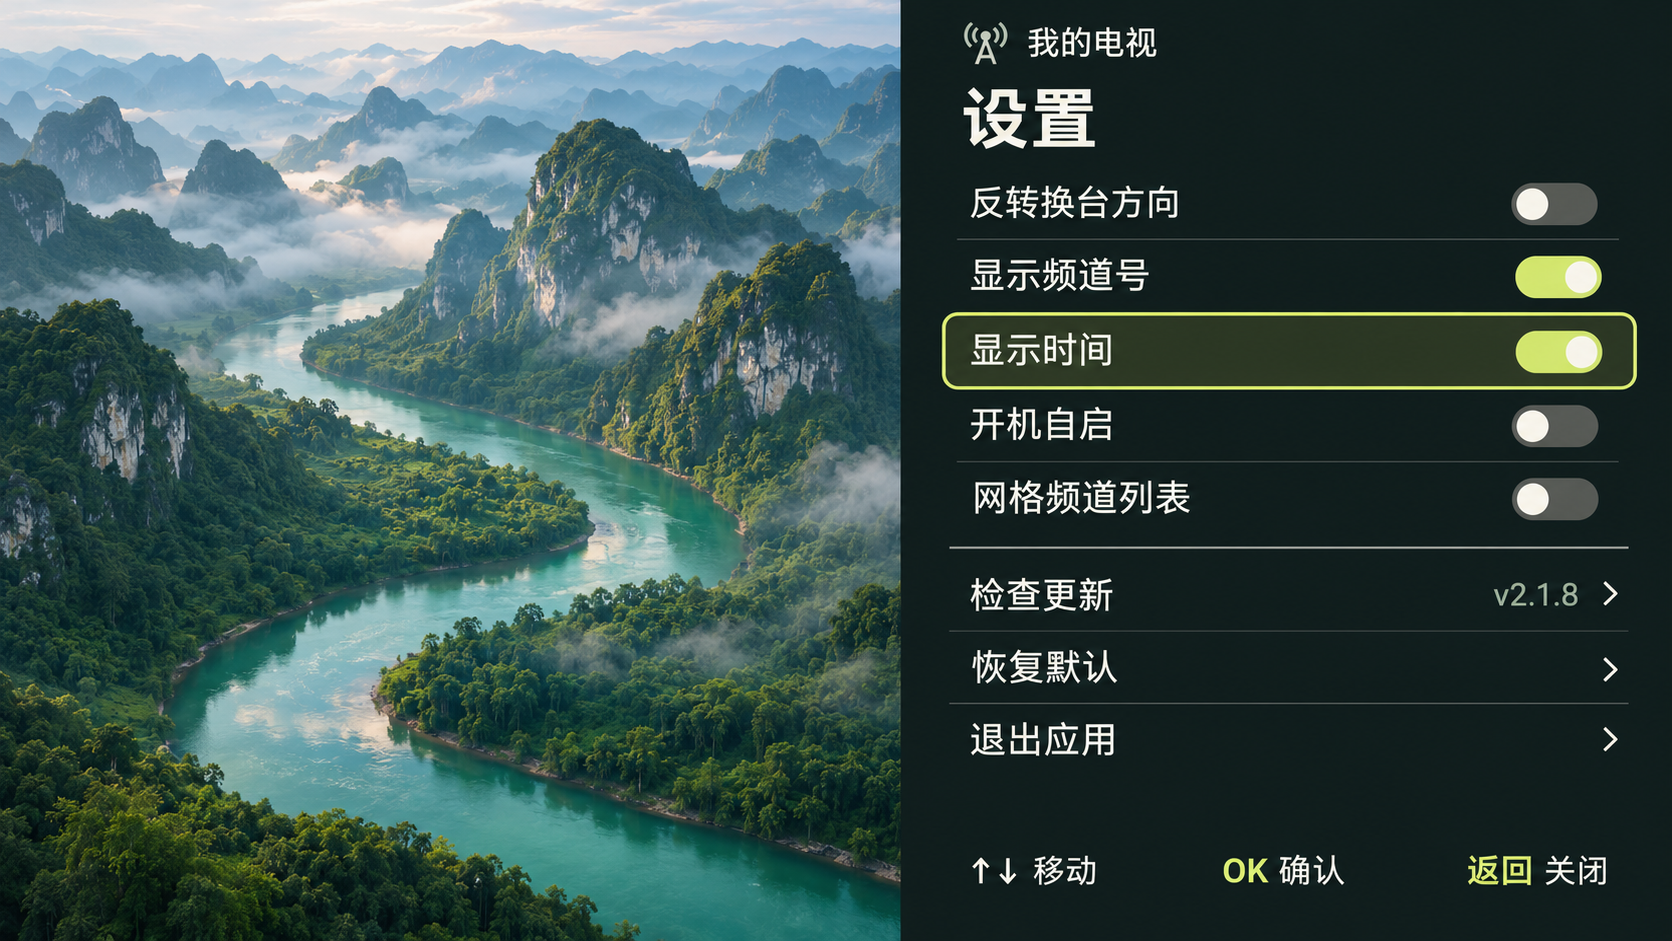 我的电视
设置
反转换台方向
显示频道号
显示时间
开机自启
网格频道列表
检查更新 v2.1.8
恢复默认
退出应用
↑↓ 移动 OK 确认 返回 关闭